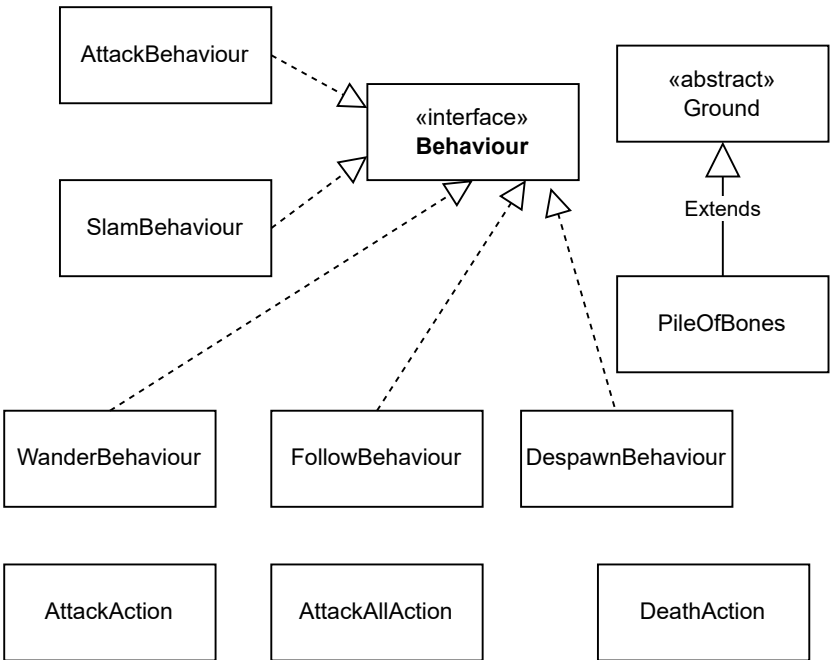 AttackBehaviour
«interface»
Behaviour
«abstract»
Ground
SlamBehaviour
Extends
PileOfBones
WanderBehaviour
FollowBehaviour
DespawnBehaviour
AttackAction
AttackAllAction
DeathAction